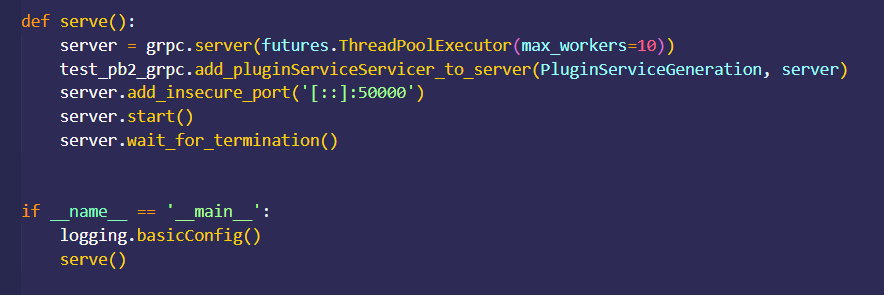 def serve():
    server = grpc.server(futures.ThreadPoolExecutor(max_workers=10))
    test_pb2_grpc.add_pluginServiceServicer_to_server(PluginServiceGeneration, server)
    server.add_insecure_port('[::]:50000')
    server.start()
    server.wait_for_termination()
if __name__ == '__main__':
    logging.basicConfig()
    serve()